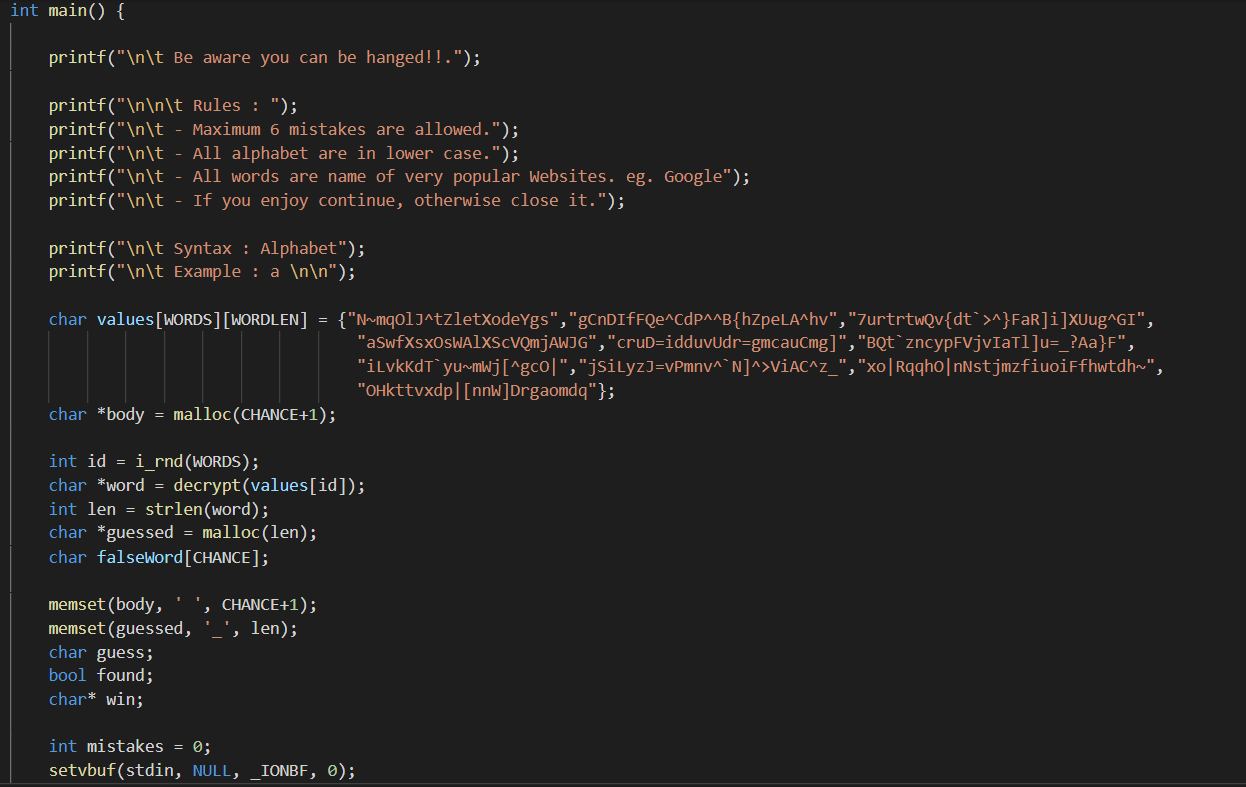 int main() {
printf("\n\t Be aware you can be hanged!!.");
printf("\n\n\t Rules : ");
printf("\n\t - Maximum 6 mistakes are allowed.");
printf("\n\t - All alphabet are in lower case.");
printf("\n\t - All words are name of very popular Websites. eg. Google");
printf("\n\t - If you enjoy continue, otherwise close it.");
printf("\n\t Syntax : Alphabet");
printf("\n\t Example : a \n\n");
char values[WORDS][WORDLEN] = {"N~mqOlJ^tZletXodeYgs","gCnDIfFQe^CdP^^B{hZpeLA^hv","7urtrtwQv{dt`>^}FaR]i]XUug^GI",
"aSwfXsxOsWAlXScVQmjAWJG","cruD=idduvUdr=gmcauCmg]","BQt`zncypFVjvIaTl]u=_?Aa}F",
"iLvkKdT`yu~mWj[^gcO|","jSiLyzJ=vPmnv^`N]^>ViAC^z_","xo|RqqhO|nNstjmzfiuoiFfhwtdh~",
"OHkttvxdp|[nnW]Drgaomdq"};
char *body = malloc(CHANCE+1);
int id = i_rnd(WORDS);
char *word = decrypt(values[id]);
int len = strlen(word);
char *guessed = malloc(len);
char falseWord[CHANCE];
memset(body, ' ', CHANCE+1);
memset(guessed, '_', len);
char guess;
bool found;
char* win;
int mistakes = 0;
setvbuf(stdin, NULL, _IONBF, 0);